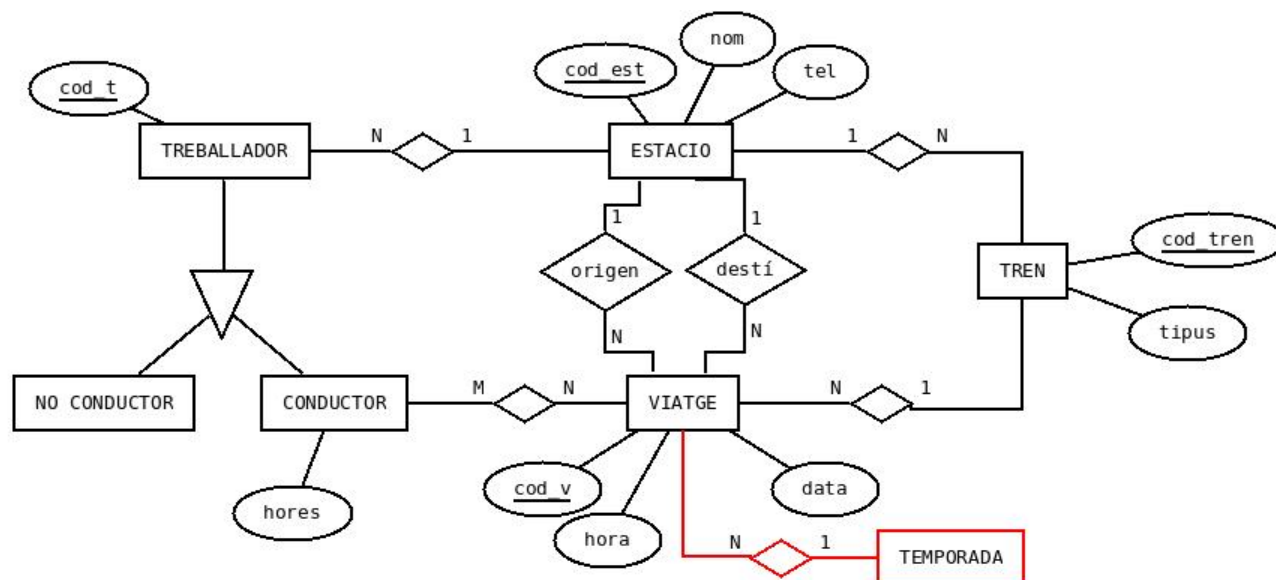 nom
cod_est
tel
cod_t
N
1
1
N
TREBALLADOR
ESTACIO
1
1
cod_tren
origen
destí
TREN
N
N
tipus
M
N
N
1
NO CONDUCTOR
CONDUCTOR
VIATGE
cod_v
data
hores
hora
N
1
TEMPORADA